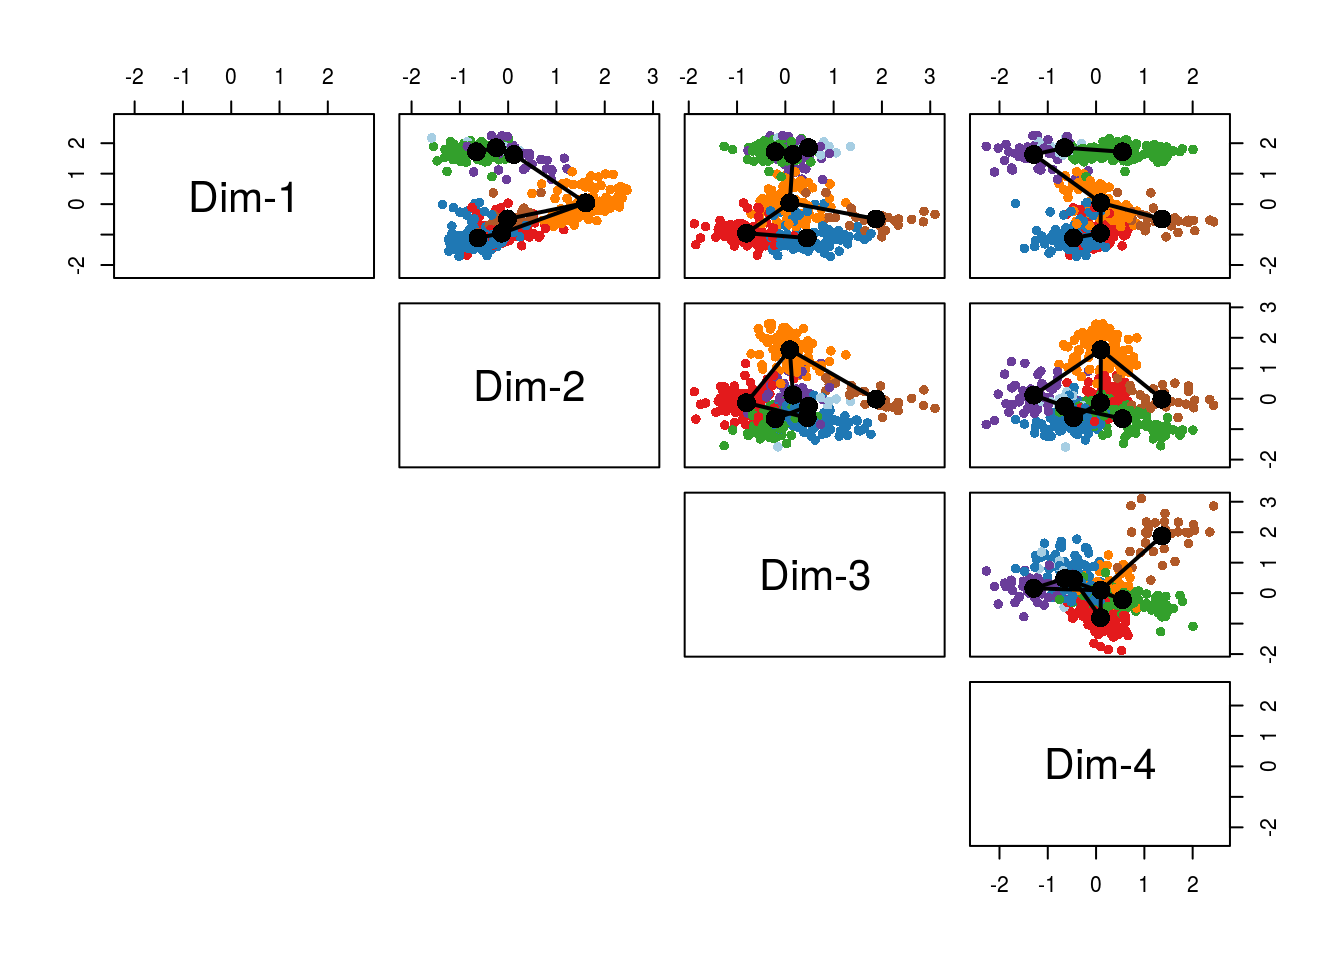 -2 -1 0 1 2 -2 -1 0 1 2 3 -2 -1 0 1 2 3 -2 -1 0 1 2
2 1 0 -2 Dim-1 2 1 0 -2
Dim-2 3 2 1 0 -2
Dim-3 3 2 1 0 -2
Dim-4 2 1 0 -2
-2 -1 0 1 2